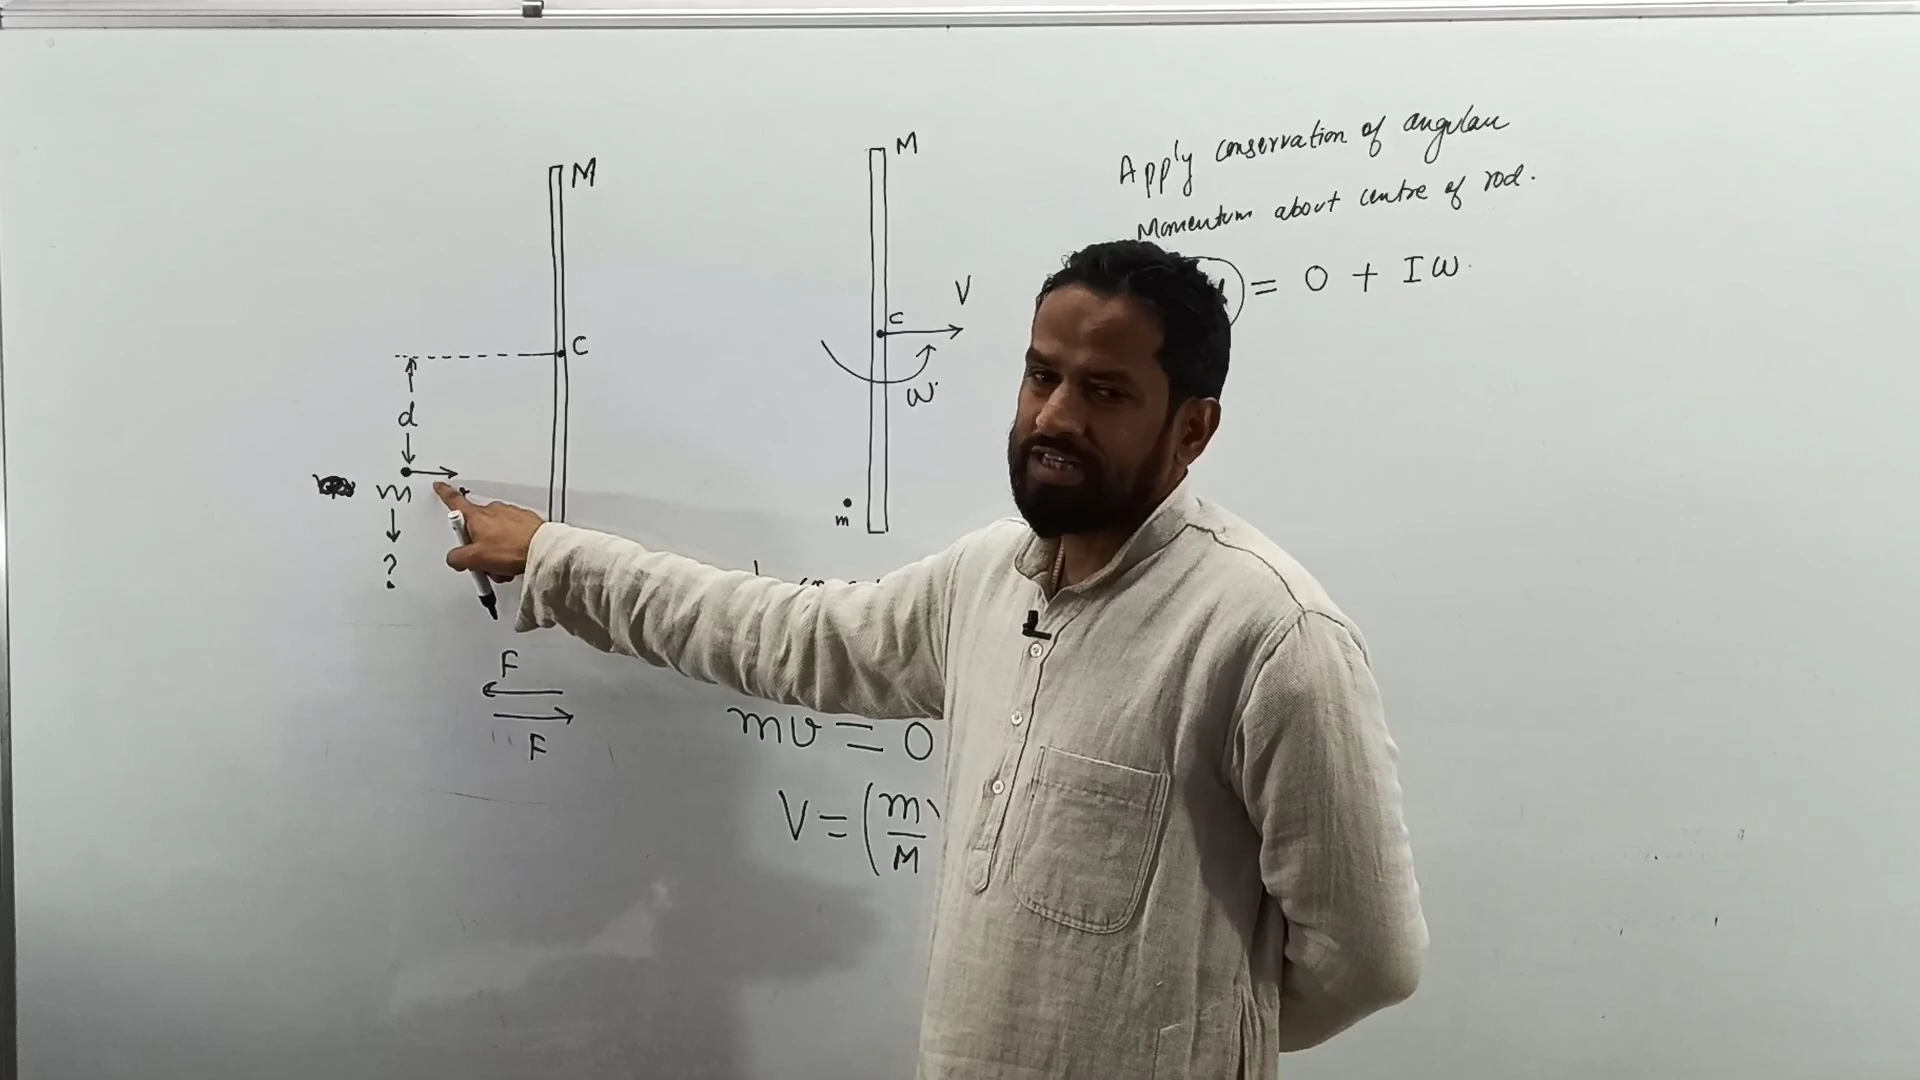 M
C
d
m
?
F
F
M
C
V
ω
m
mv = 0
V = (m
M
Apply conservation of angular
Momentum about centre of rod.
= 0 + Iω